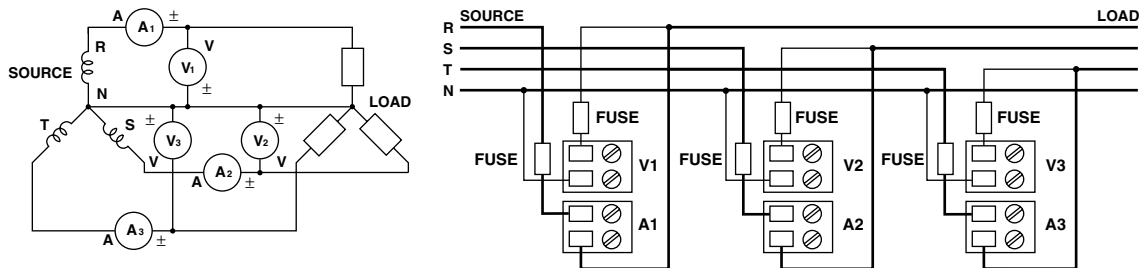 A A1 ±
R V
SOURCE V1
±
N
T S ± V3 ± V2 LOAD
V V
A A2 ±
A A3 ±
SOURCE LOAD
R
S
T
N
FUSE FUSE FUSE
FUSE V1 FUSE V2 FUSE V3
A1 A2 A3